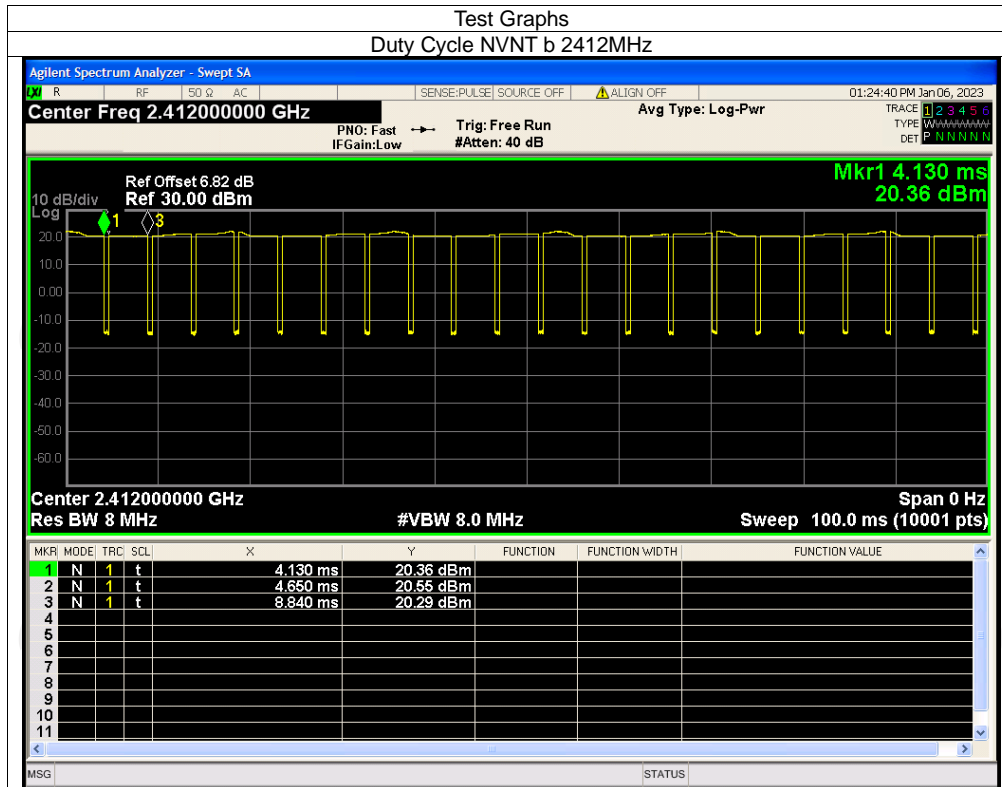 Test Graphs
Duty Cycle NVNT b 2412MHz
Agilent Spectrum Analyzer - Swept SA
LXI R RF 50 Ω AC SENSE:PULSE SOURCE OFF ALIGN OFF 01:24:40 PM Jan 06, 2023
Center Freq 2.412000000 GHz Avg Type: Log-Pwr TRACE 1 2 3 4 5 6
PNO: Fast Trig: Free Run TYPE WWWWWW
IFGain:Low #Atten: 40 dB DET P N N N N N
Mkr1 4.130 ms
Ref Offset 6.82 dB 20.36 dBm
10 dB/div Ref 30.00 dBm
Log
1 3
20.0
10.0
0.00
-10.0
-20.0
-30.0
-40.0
-50.0
-60.0
Center 2.412000000 GHz Span 0 Hz
Res BW 8 MHz #VBW 8.0 MHz Sweep 100.0 ms (10001 pts)
MKR MODE TRC SCL X Y FUNCTION FUNCTION WIDTH FUNCTION VALUE
1 N 1 t 4.130 ms 20.36 dBm
2 N 1 t 4.650 ms 20.55 dBm
3 N 1 t 8.840 ms 20.29 dBm
4
5
6
7
8
9
10
11
MSG STATUS